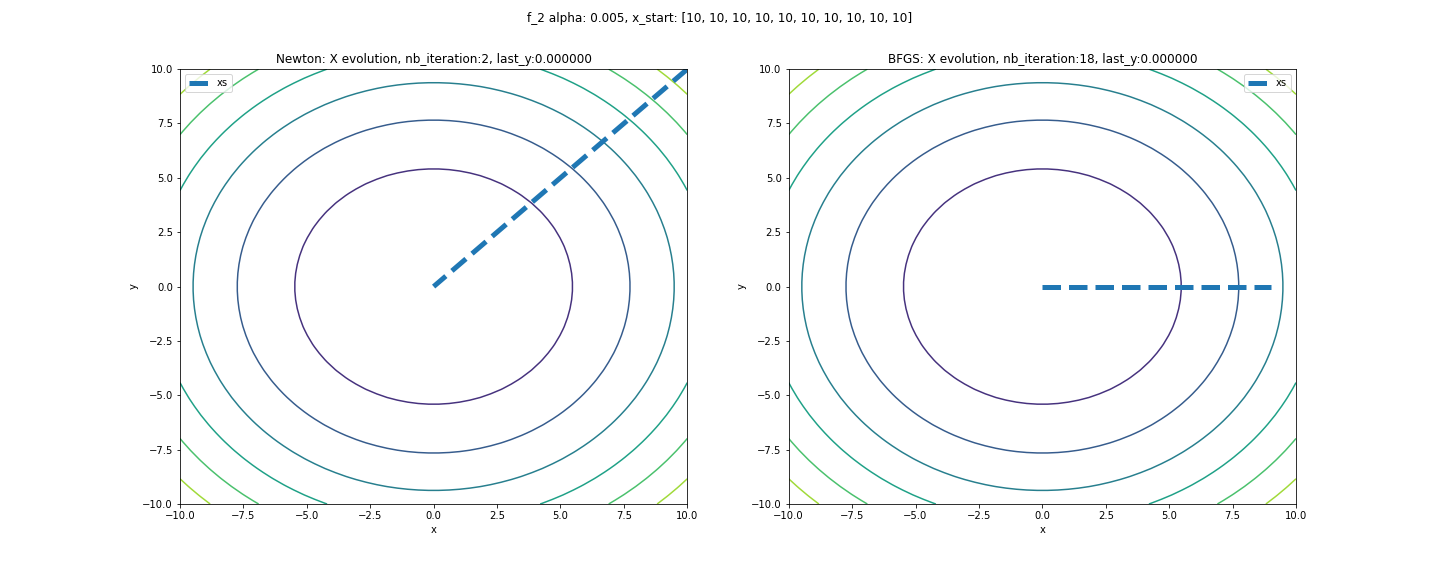 f_2 alpha: 0.005, x_start: [10, 10, 10, 10, 10, 10, 10, 10, 10, 10]
Newton: X evolution, nb_iteration:2, last_y:0.000000
xs
10.0
7.5
5.0
2.5
0.0
−2.5
−5.0
−7.5
−10.0
y
−10.0 −7.5 −5.0 −2.5 0.0 2.5 5.0 7.5 10.0
x
BFGS: X evolution, nb_iteration:18, last_y:0.000000
xs
10.0
7.5
5.0
2.5
0.0
−2.5
−5.0
−7.5
−10.0
y
−10.0 −7.5 −5.0 −2.5 0.0 2.5 5.0 7.5 10.0
x